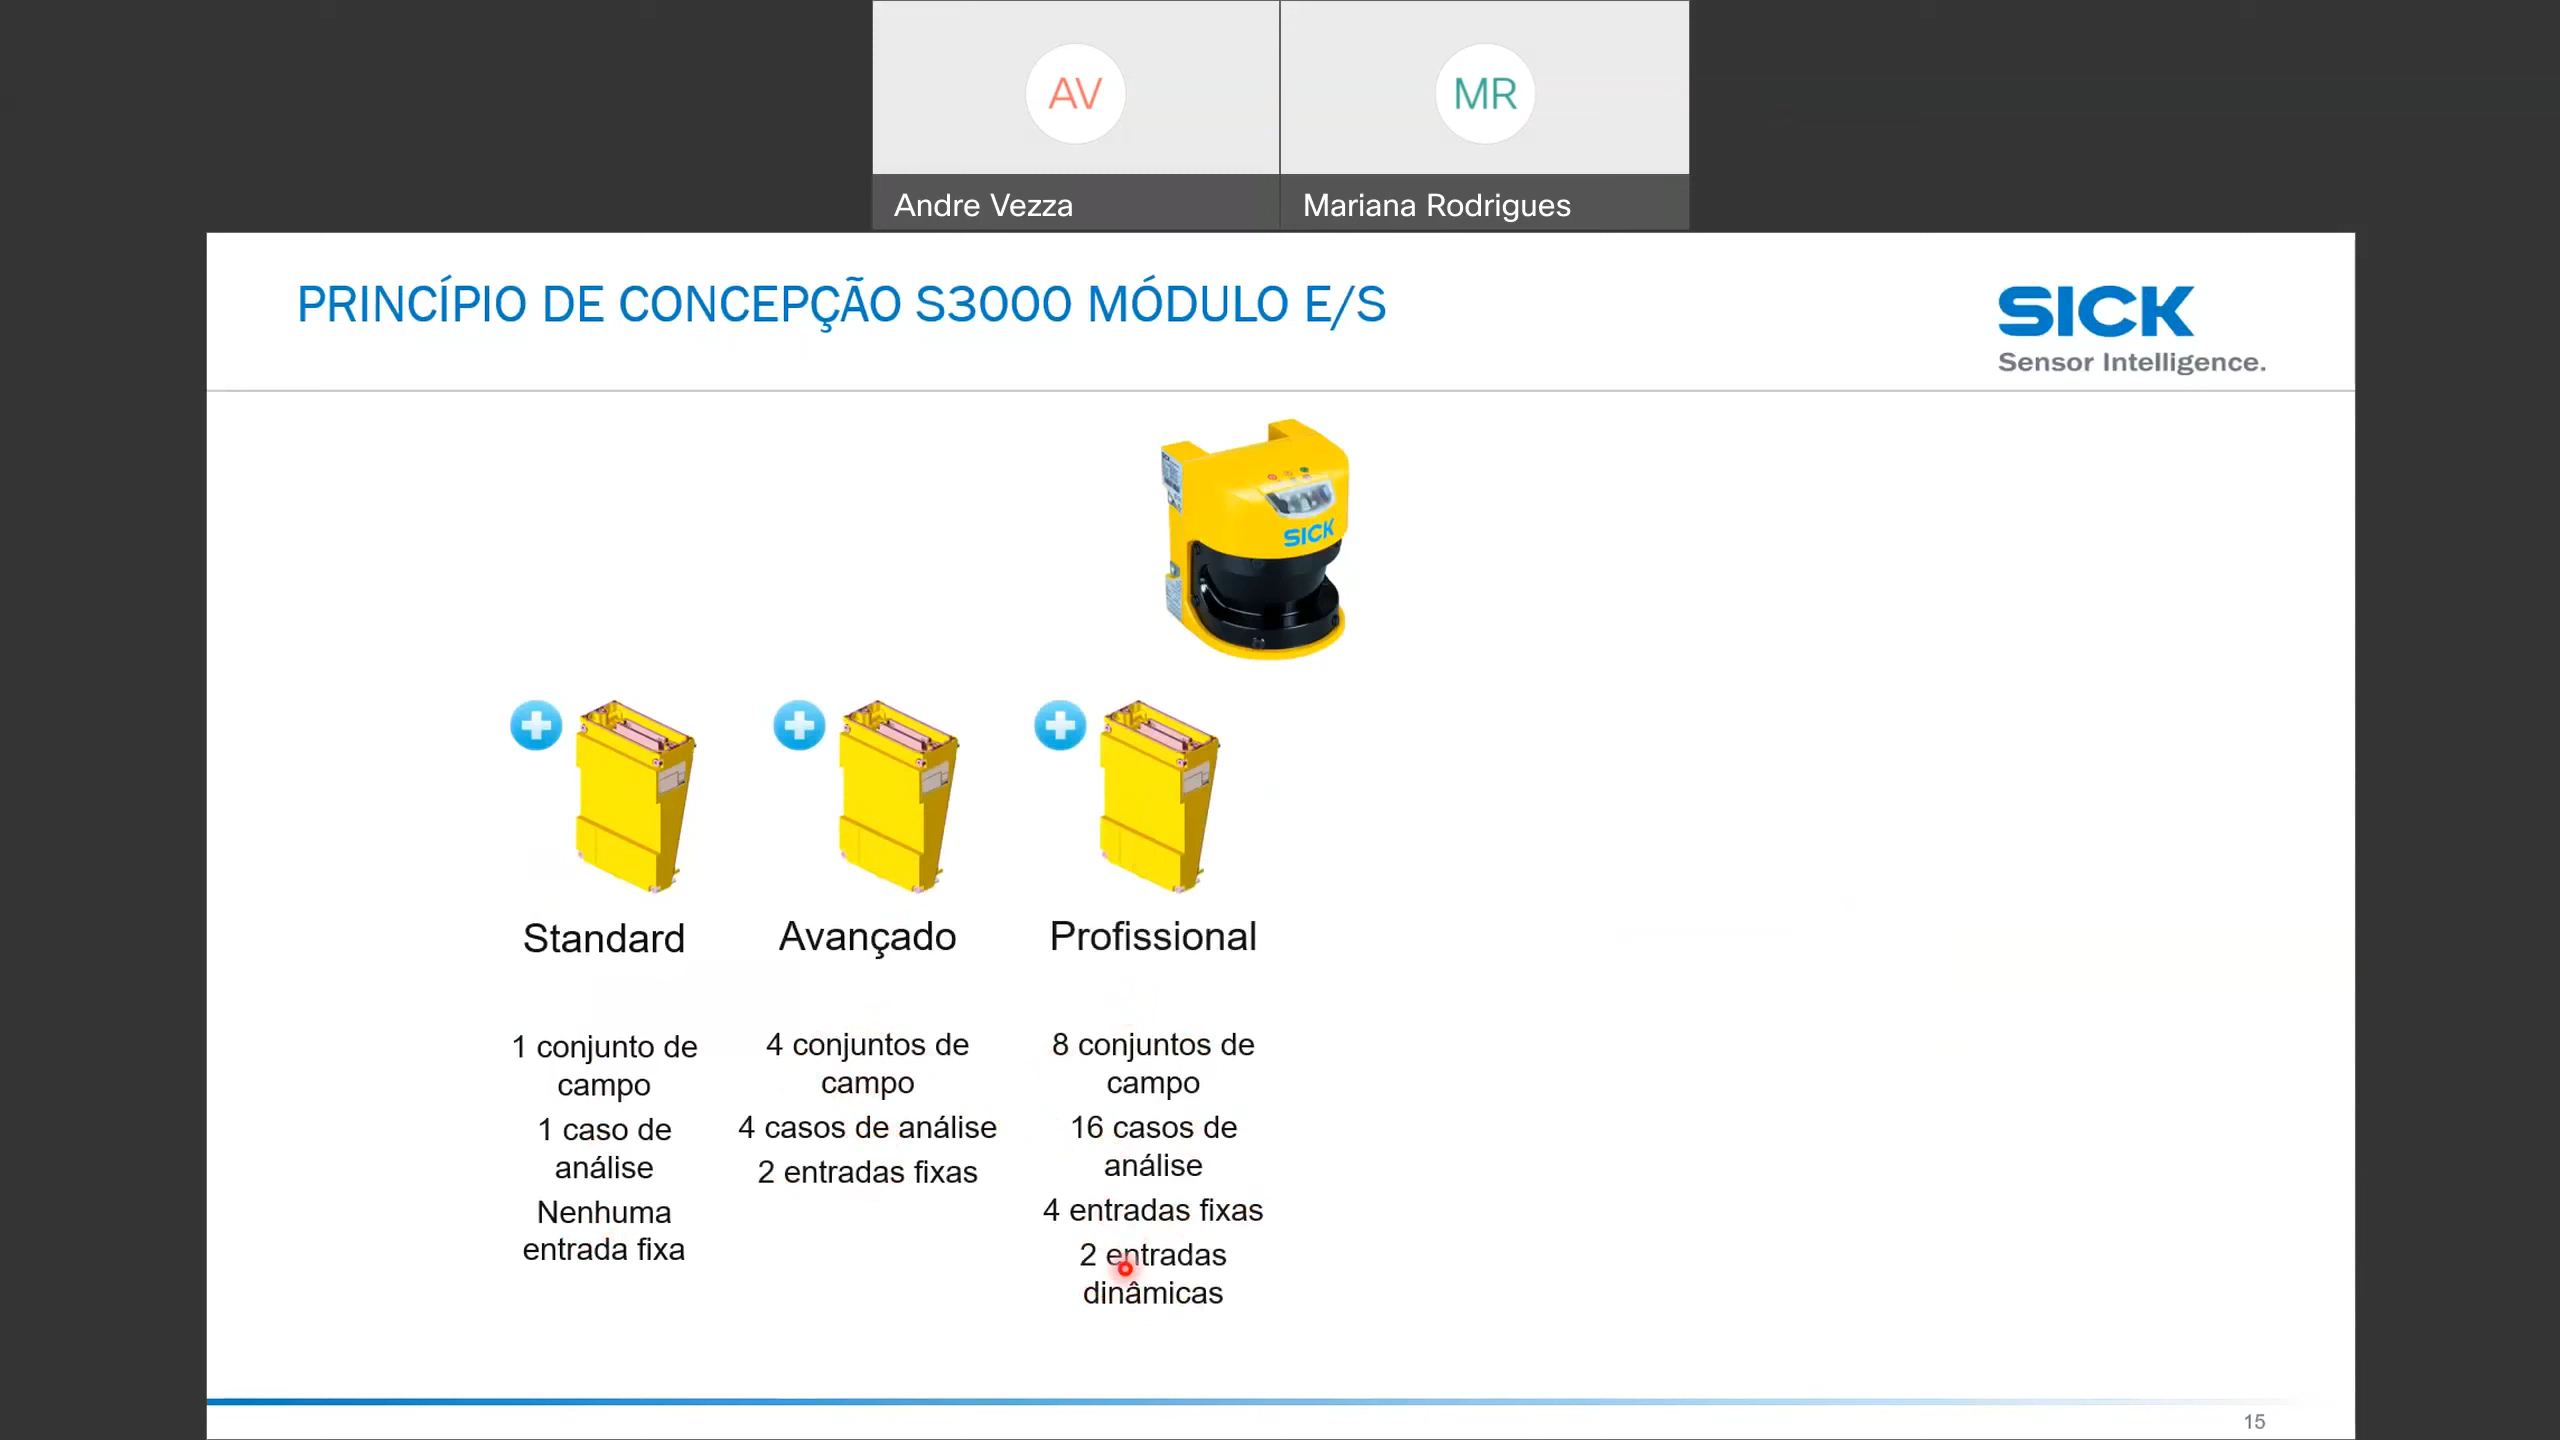 AV
MR
Andre Vezza
Mariana Rodrigues
PRINCÍPIO DE CONCEPÇÃO S3000 MÓDULO E/S
SICK
Sensor Intelligence.
SICK
Standard
1 conjunto de
campo
1 caso de
análise
Nenhuma
entrada fixa
Avançado
4 conjuntos de
campo
4 casos de análise
2 entradas fixas
Profissional
8 conjuntos de
campo
16 casos de
análise
4 entradas fixas
2 entradas
dinâmicas
15